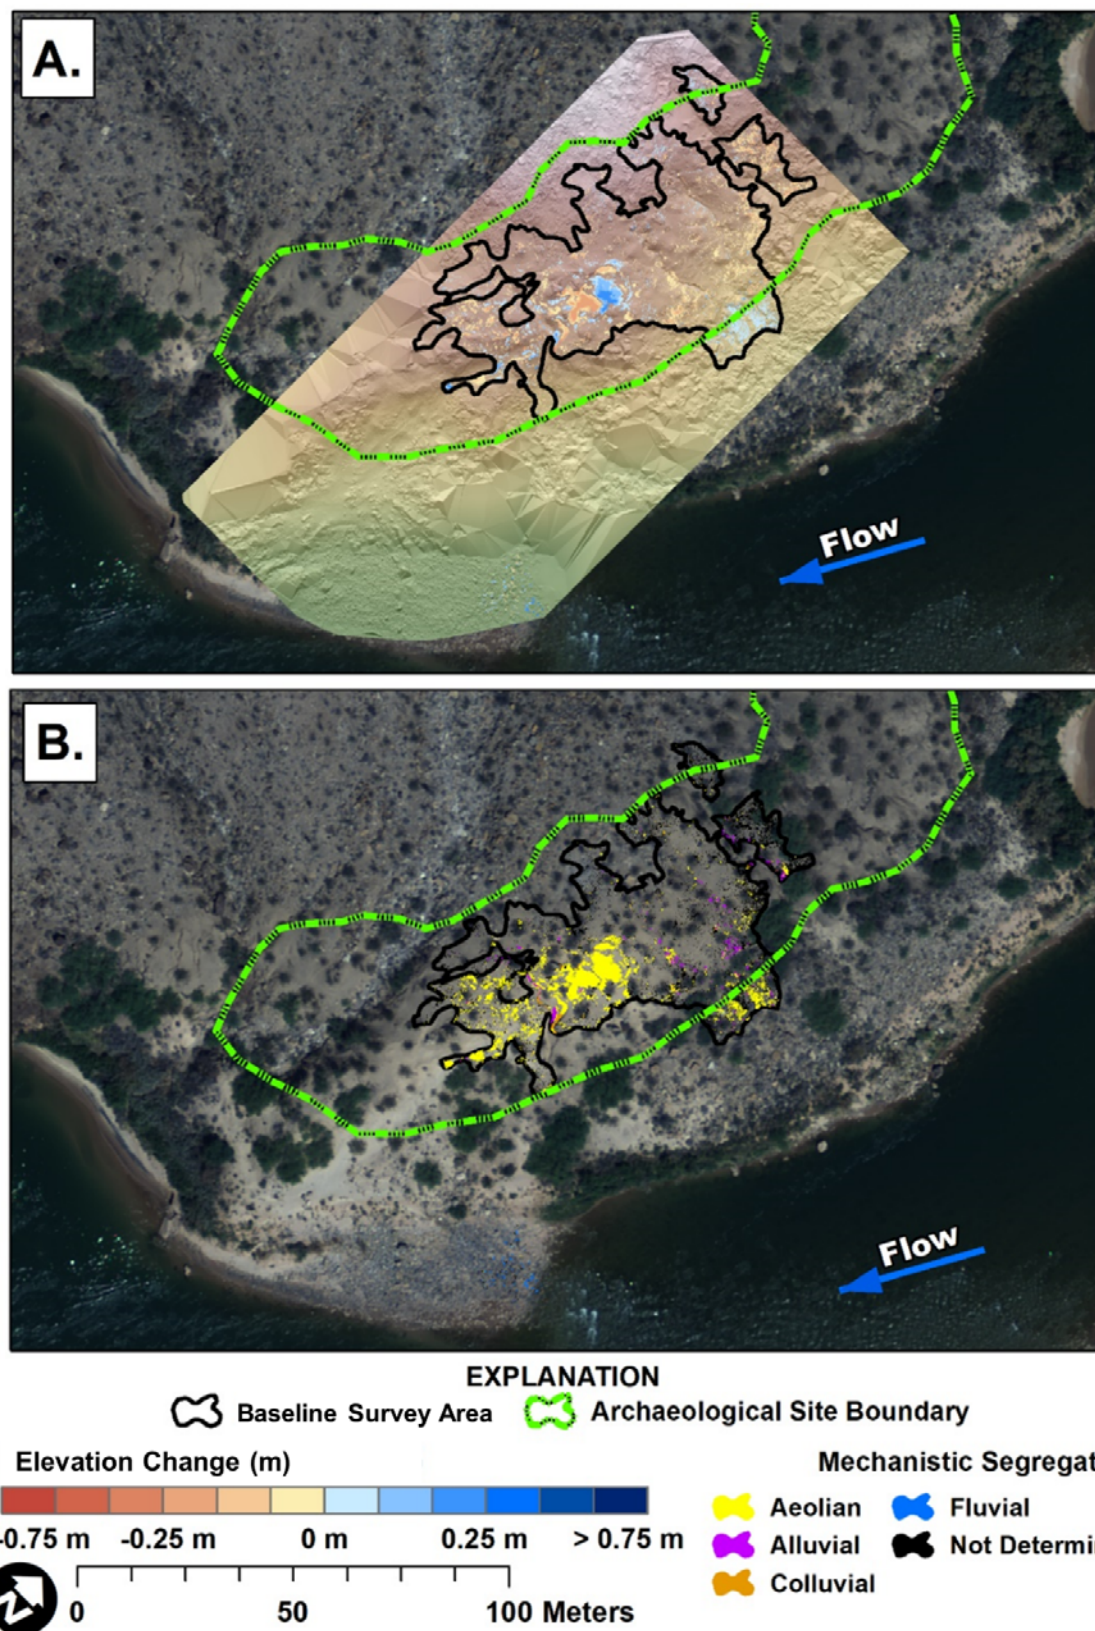 A.
Flow
B.
Flow
EXPLANATION
Baseline Survey Area
Archaeological Site Boundary
Elevation Change (m)
Mechanistic Segregat
-0.75 m -0.25 m 0 m 0.25 m > 0.75 m
Aeolian
Fluvial
Alluvial
Not Determi
Colluvial
N
0 50 100 Meters